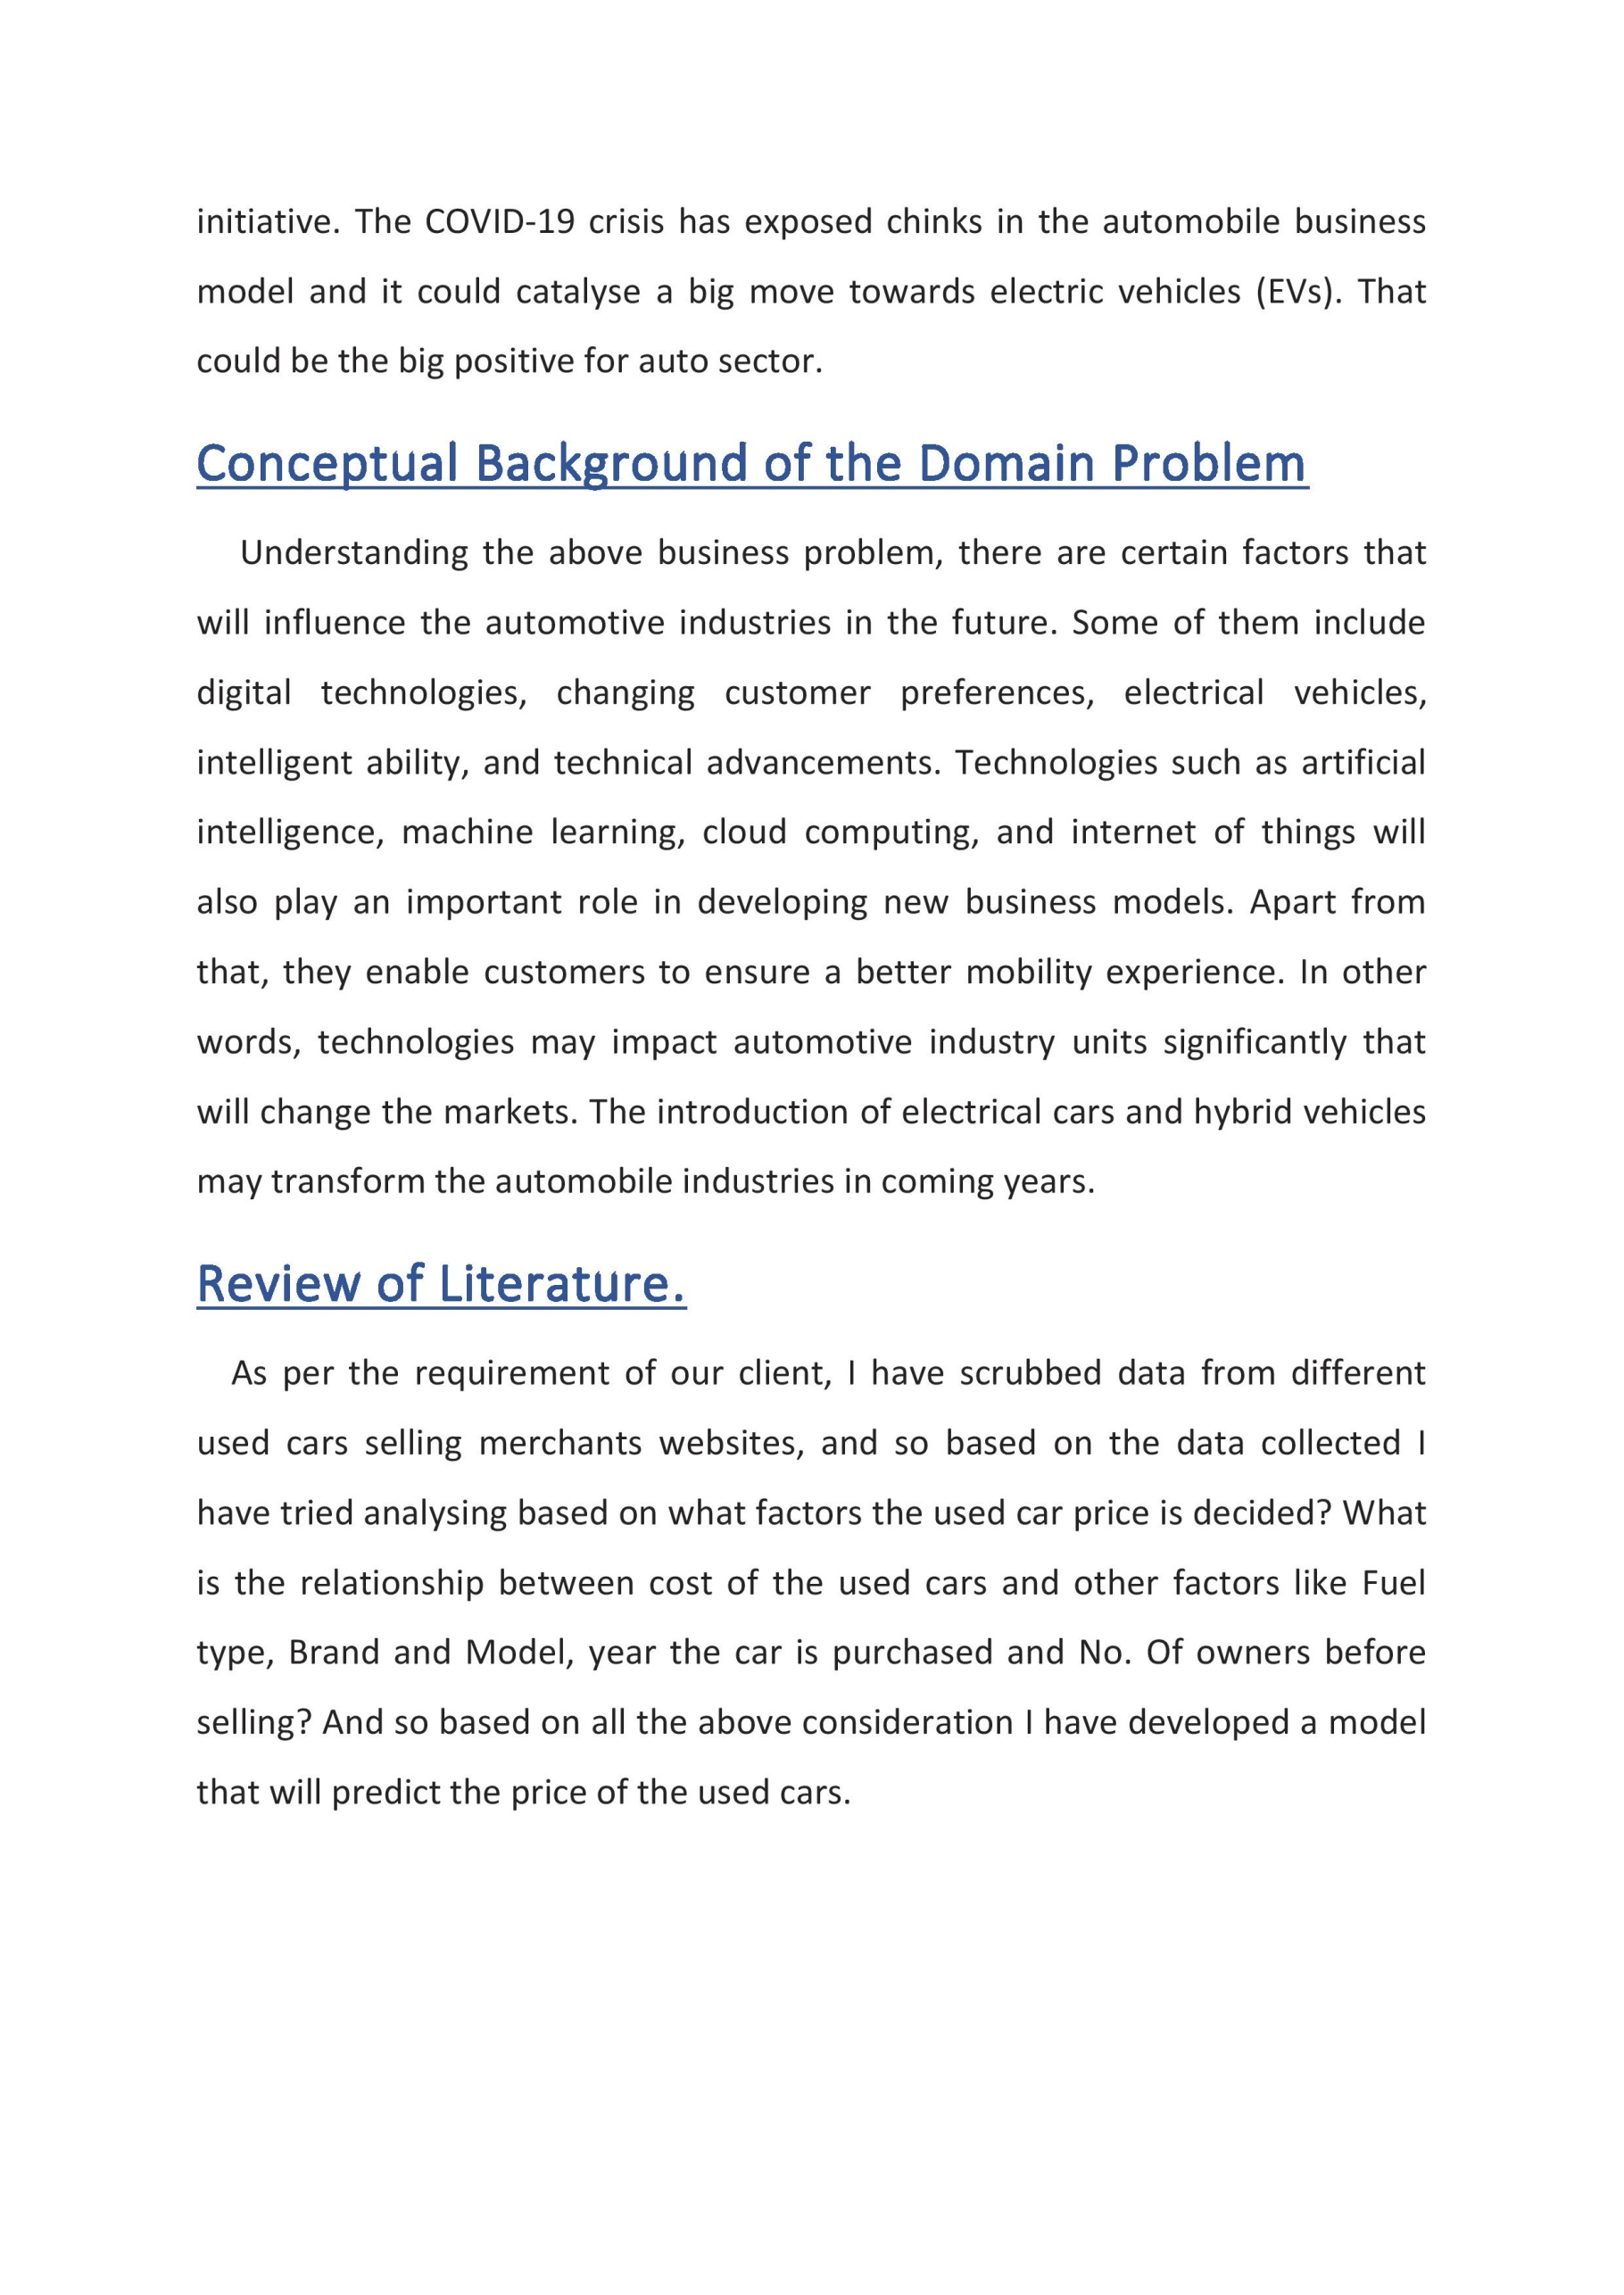 initiative. The COVID-19 crisis has exposed chinks in the automobile business
model and it could catalyse a big move towards electric vehicles (EVs). That
could be the big positive for auto sector.
Conceptual Background of the Domain Problem
Understanding the above business problem, there are certain factors that
will influence the automotive industries in the future. Some of them include
digital technologies, changing customer preferences, electrical vehicles,
intelligent ability, and technical advancements. Technologies such as artificial
intelligence, machine learning, cloud computing, and internet of things will
also play an important role in developing new business models. Apart from
that, they enable customers to ensure a better mobility experience. In other
words, technologies may impact automotive industry units significantly that
will change the markets. The introduction of electrical cars and hybrid vehicles
may transform the automobile industries in coming years.
Review of Literature.
As per the requirement of our client, I have scrubbed data from different
used cars selling merchants websites, and so based on the data collected I
have tried analysing based on what factors the used car price is decided? What
is the relationship between cost of the used cars and other factors like Fuel
type, Brand and Model, year the car is purchased and No. Of owners before
selling? And so based on all the above consideration I have developed a model
that will predict the price of the used cars.